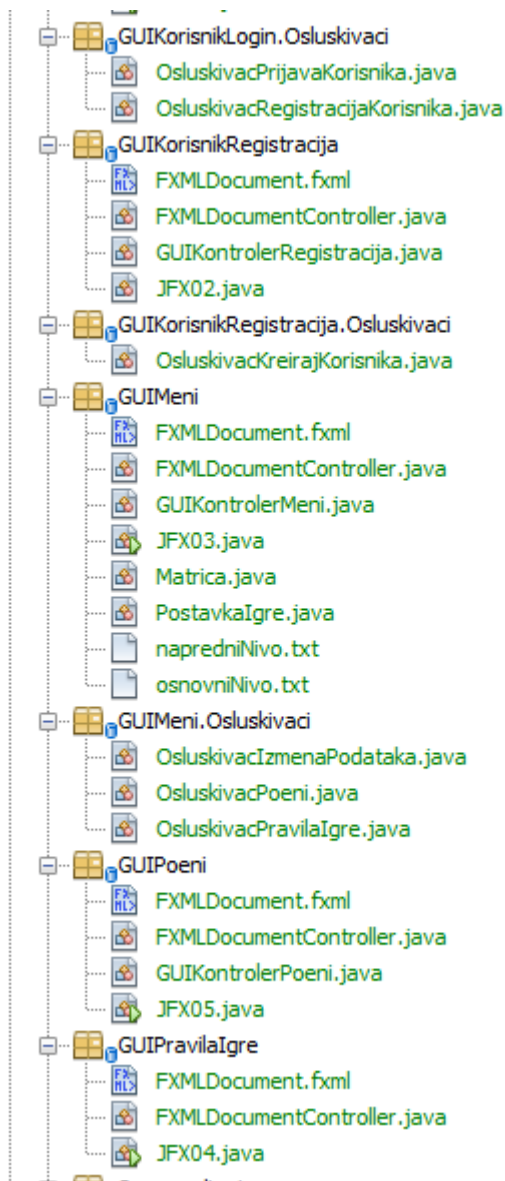 GUIKorisnikLogin.Osluskivaci
OsluskivacPrijavaKorisnika.java
OsluskivacRegistracijaKorisnika.java
GUIKorisnikRegistracija
FXMLDocument.fxml
FXMLDocumentController.java
GUIKontrolerRegistracija.java
JFX02.java
GUIKorisnikRegistracija.Osluskivaci
OsluskivacKreirajKorisnika.java
GUIMeni
FXMLDocument.fxml
FXMLDocumentController.java
GUIKontrolerMeni.java
JFX03.java
Matrica.java
PostavkaIgre.java
napredniNivo.txt
osnovniNivo.txt
GUIMeni.Osluskivaci
OsluskivacIzmenaPodataka.java
OsluskivacPoeni.java
OsluskivacPravilaIgre.java
GUIPoeni
FXMLDocument.fxml
FXMLDocumentController.java
GUIKontrolerPoeni.java
JFX05.java
GUIPravilaIgre
FXMLDocument.fxml
FXMLDocumentController.java
JFX04.java